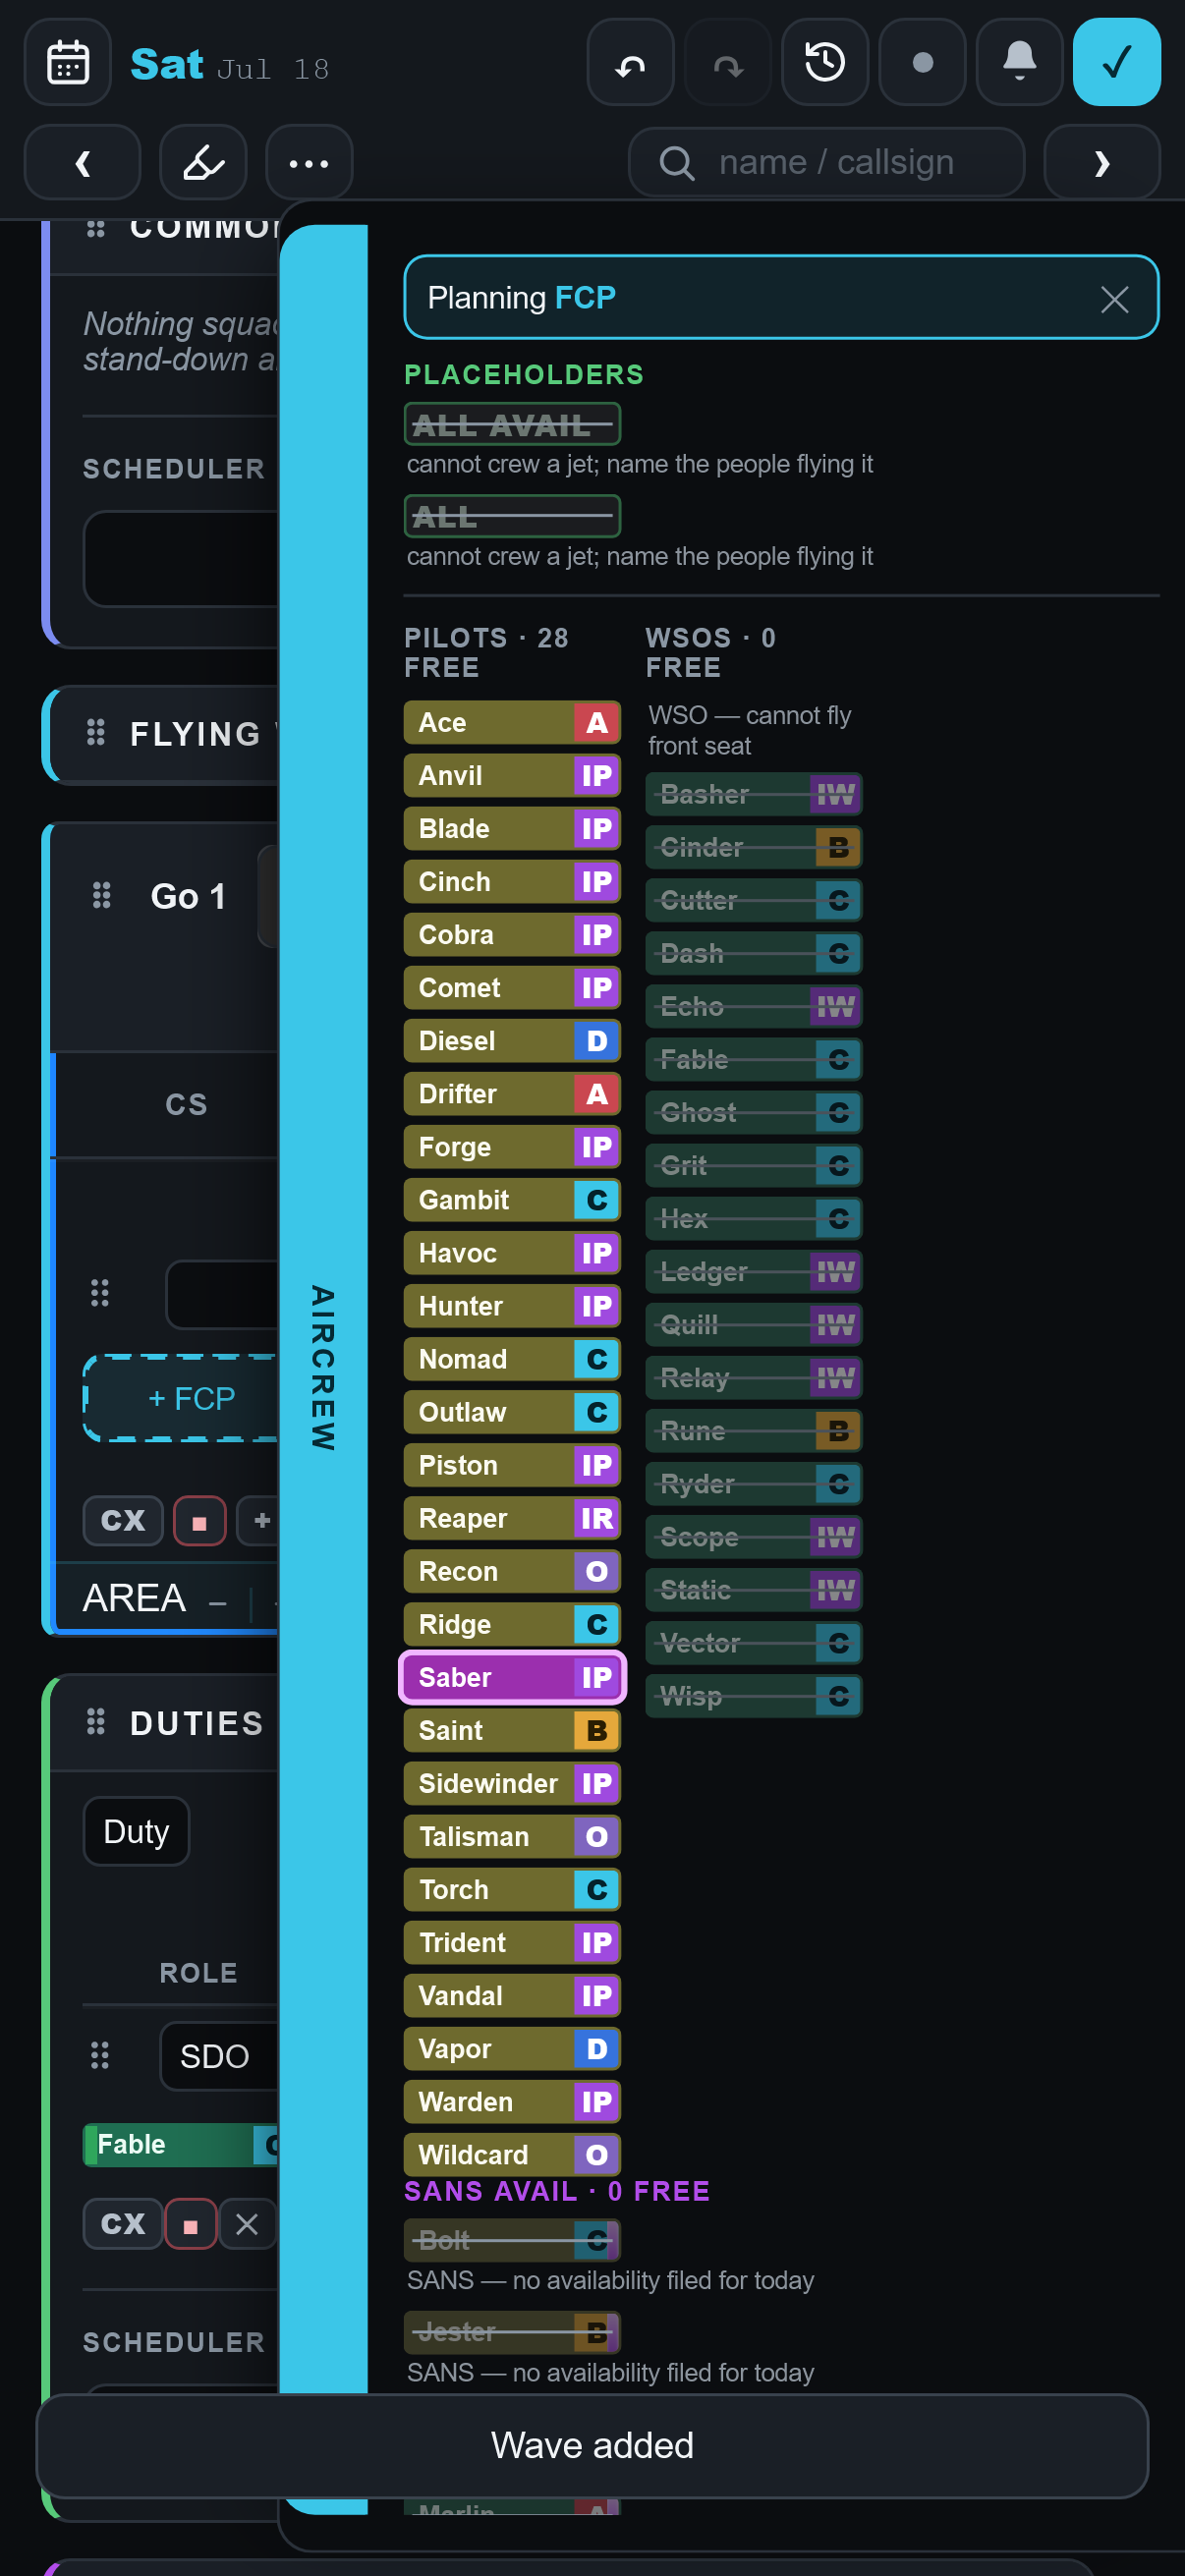 Sat Jul 18
name / callsign
COMMO
Nothing squa
stand-down a
SCHEDULER
FLYING
Go 1
CS
+ FCP
CX
+
AREA –
DUTIES
Duty
ROLE
SDO
Fable
CX
SCHEDULER
AIRCREW
Planning FCP
PLACEHOLDERS
ALL AVAIL
cannot crew a jet; name the people flying it
ALL
cannot crew a jet; name the people flying it
PILOTS · 28
FREE
Ace A
Anvil IP
Blade IP
Cinch IP
Cobra IP
Comet IP
Diesel D
Drifter A
Forge IP
Gambit C
Havoc IP
Hunter IP
Nomad C
Outlaw C
Piston IP
Reaper IR
Recon O
Ridge C
Saber IP
Saint B
Sidewinder IP
Talisman O
Torch C
Trident IP
Vandal IP
Vapor D
Warden IP
Wildcard O
WSOS · 0
FREE
WSO — cannot fly
front seat
Basher IW
Cinder B
Cutter C
Dash C
Echo IW
Fable C
Ghost C
Grit C
Hex C
Ledger IW
Quill IW
Relay IW
Rune B
Ryder C
Scope IW
Static IW
Vector C
Wisp C
SANS AVAIL · 0 FREE
Bolt C
SANS — no availability filed for today
Jester B
SANS — no availability filed for today
Wave added
Marlin A